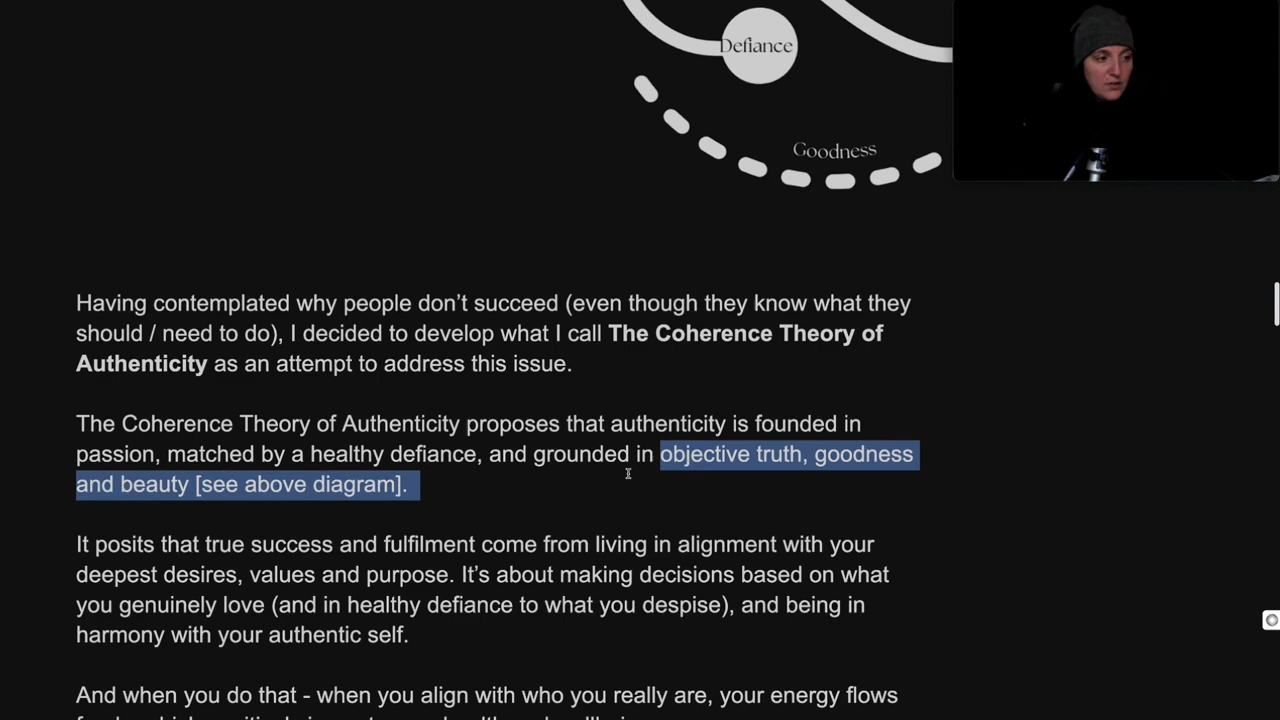 Defiance
Goodness
Having contemplated why people don’t succeed (even though they know what they
should / need to do), I decided to develop what I call The Coherence Theory of
Authenticity as an attempt to address this issue.
The Coherence Theory of Authenticity proposes that authenticity is founded in
passion, matched by a healthy defiance, and grounded in objective truth, goodness
and beauty [see above diagram].
It posits that true success and fulfilment come from living in alignment with your
deepest desires, values and purpose. It’s about making decisions based on what
you genuinely love (and in healthy defiance to what you despise), and being in
harmony with your authentic self.
And when you do that - when you align with who you really are, your energy flows